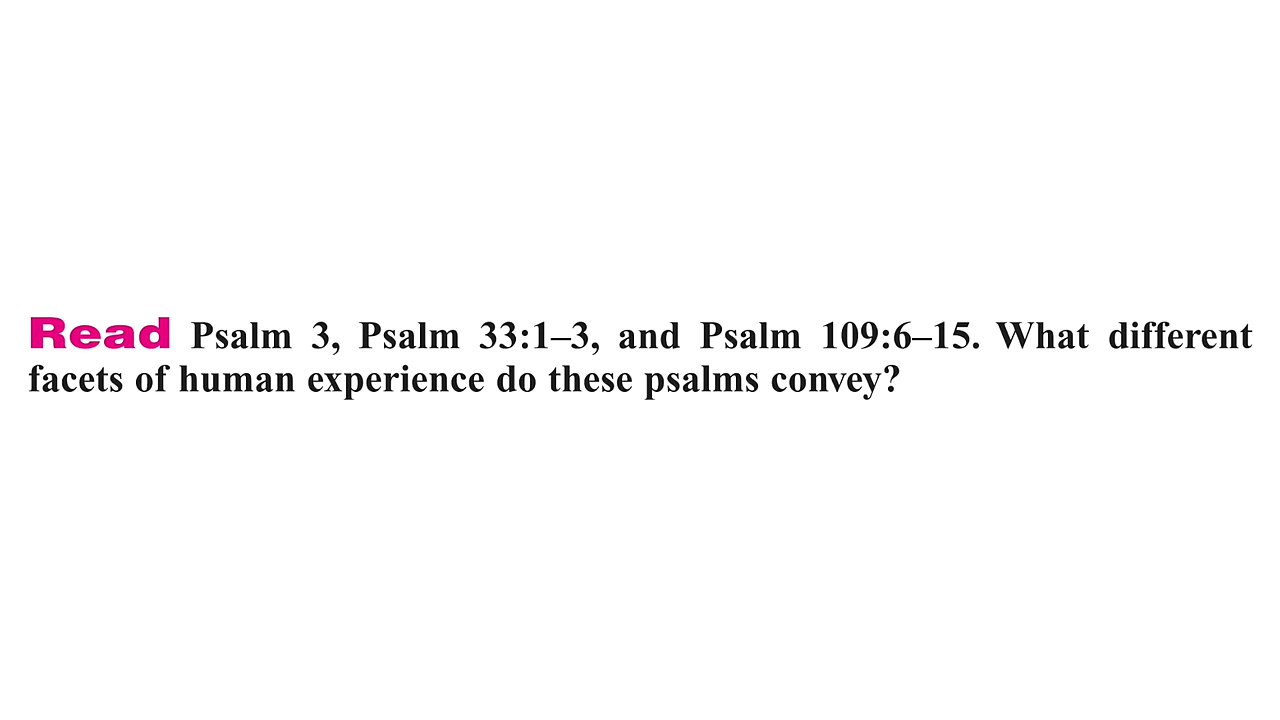 Read Psalm 3, Psalm 33:1–3, and Psalm 109:6–15. What different
facets of human experience do these psalms convey?